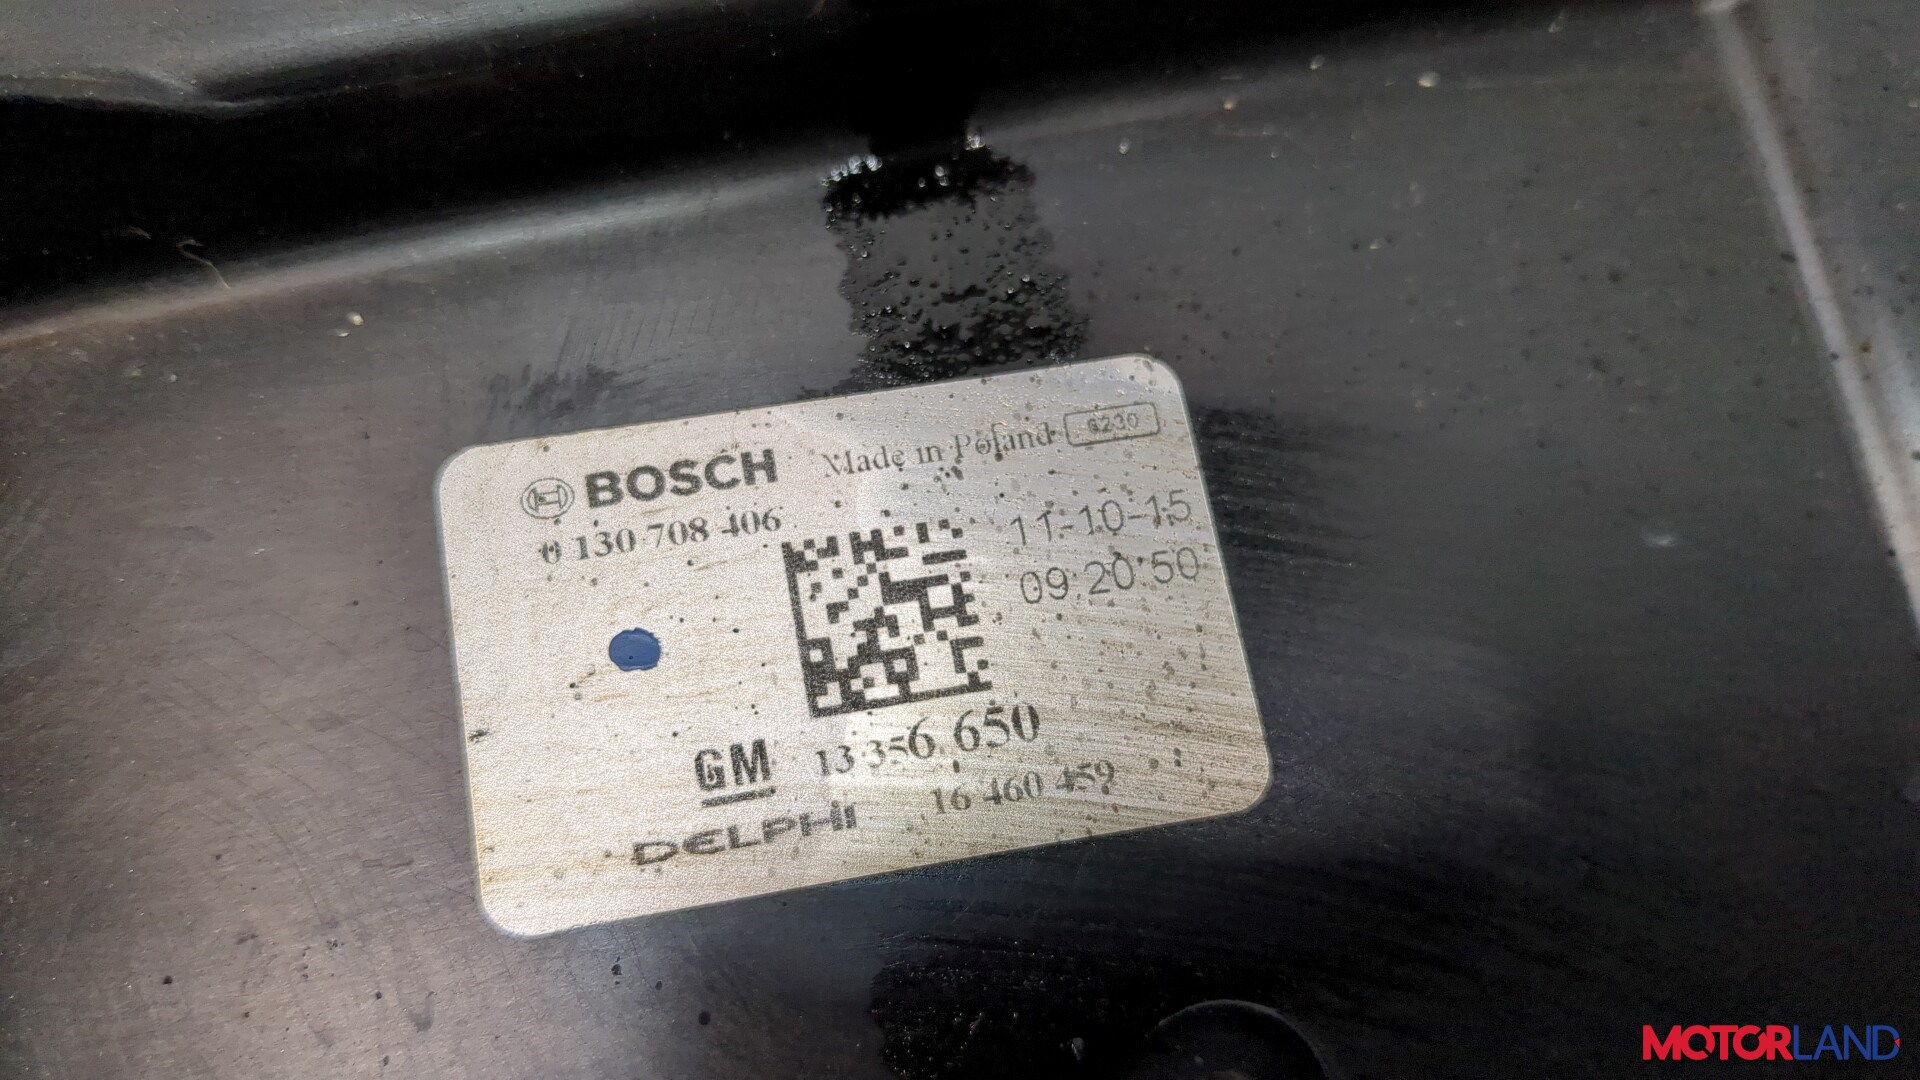 BOSCH Made in Poland 6230
0 130 708 406
11-10-15
09:20:50
GM 13 356 650
DELPHI 16 460 459
MOTORLAND